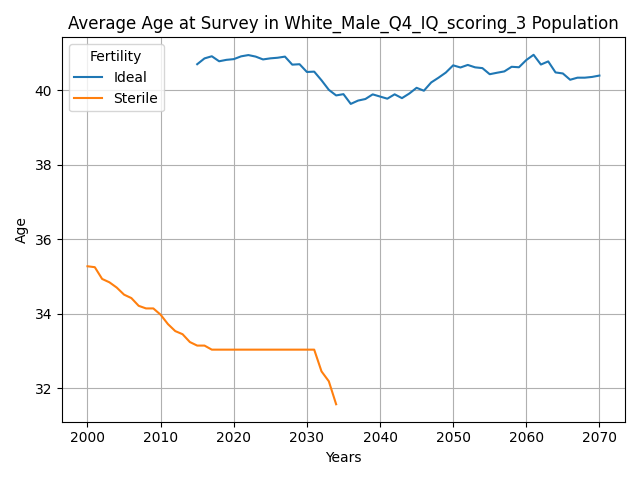 Average Age at Survey in White_Male_Q4_IQ_scoring_3 Population
Fertility
Ideal
Sterile
Age
40
38
36
34
32
2000 2010 2020 2030 2040 2050 2060 2070
Years